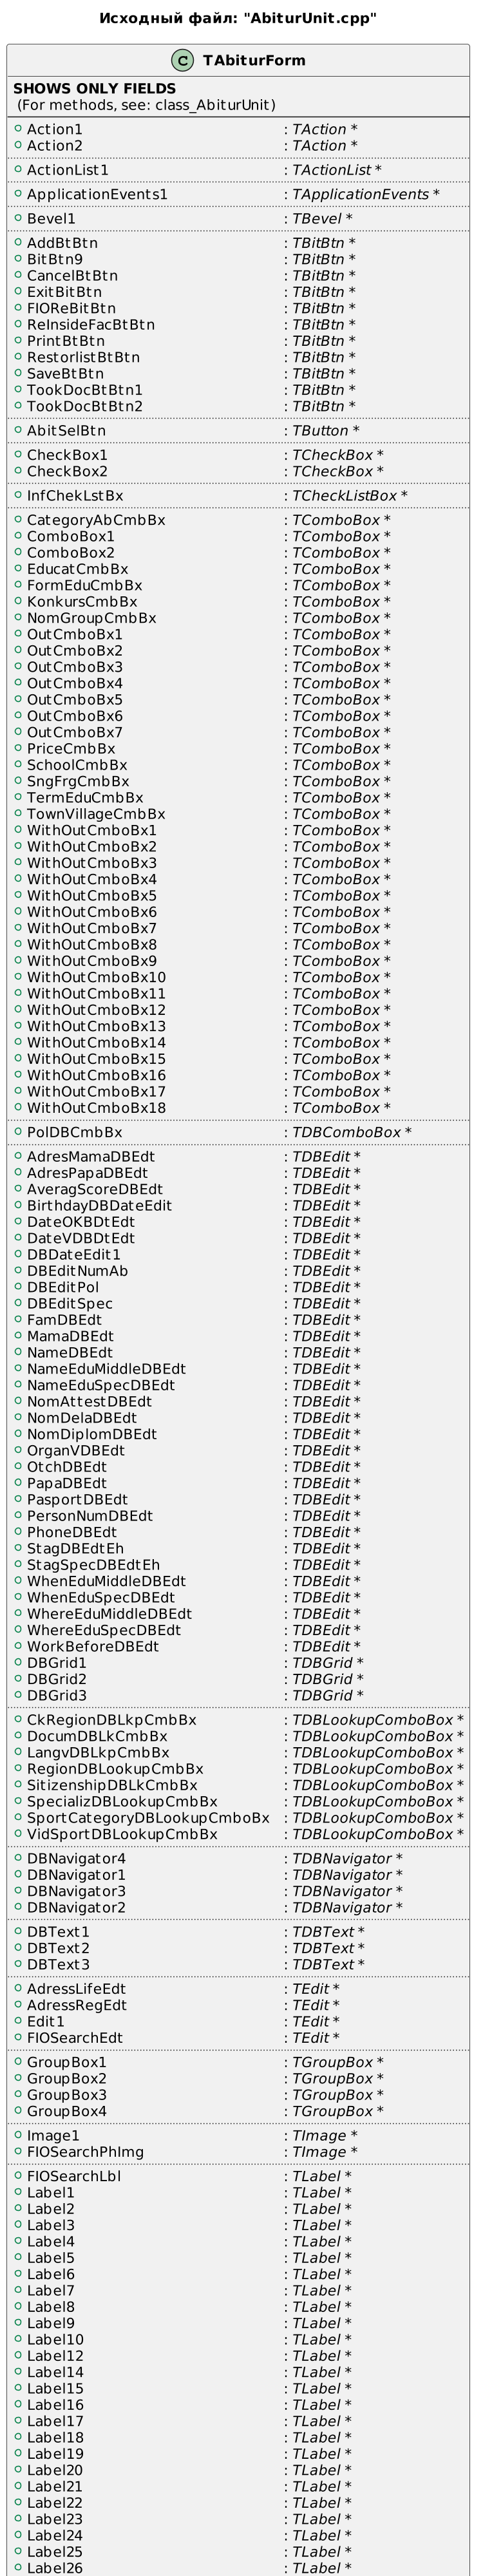 Исходный файл: "AbiturUnit.cpp"
C TAbiturForm
SHOWS ONLY FIELDS
(For methods, see: class_AbiturUnit)
Action1 : TAction *
Action2 : TAction *
ActionList1 : TActionList *
ApplicationEvents1 : TApplicationEvents *
Bevel1 : TBevel *
AddBtBtn : TBitBtn *
BitBtn9 : TBitBtn *
CancelBtBtn : TBitBtn *
ExitBitBtn : TBitBtn *
FIOReBitBtn : TBitBtn *
ReInsideFacBtBtn : TBitBtn *
PrintBtBtn : TBitBtn *
RestorlistBtBtn : TBitBtn *
SaveBtBtn : TBitBtn *
TookDocBtBtn1 : TBitBtn *
TookDocBtBtn2 : TBitBtn *
AbitSelBtn : TButton *
CheckBox1 : TCheckBox *
CheckBox2 : TCheckBox *
InfChekLstBx : TCheckListBox *
CategoryAbCmbBx : TComboBox *
ComboBox1 : TComboBox *
ComboBox2 : TComboBox *
EducatCmbBx : TComboBox *
FormEduCmbBx : TComboBox *
KonkursCmbBx : TComboBox *
NomGroupCmbBx : TComboBox *
OutCmboBx1 : TComboBox *
OutCmboBx2 : TComboBox *
OutCmboBx3 : TComboBox *
OutCmboBx4 : TComboBox *
OutCmboBx5 : TComboBox *
OutCmboBx6 : TComboBox *
OutCmboBx7 : TComboBox *
PriceCmbBx : TComboBox *
SchoolCmbBx : TComboBox *
SngFrgCmbBx : TComboBox *
TermEduCmbBx : TComboBox *
TownVillageCmbBx : TComboBox *
WithOutCmboBx1 : TComboBox *
WithOutCmboBx2 : TComboBox *
WithOutCmboBx3 : TComboBox *
WithOutCmboBx4 : TComboBox *
WithOutCmboBx5 : TComboBox *
WithOutCmboBx6 : TComboBox *
WithOutCmboBx7 : TComboBox *
WithOutCmboBx8 : TComboBox *
WithOutCmboBx9 : TComboBox *
WithOutCmboBx10 : TComboBox *
WithOutCmboBx11 : TComboBox *
WithOutCmboBx12 : TComboBox *
WithOutCmboBx13 : TComboBox *
WithOutCmboBx14 : TComboBox *
WithOutCmboBx15 : TComboBox *
WithOutCmboBx16 : TComboBox *
WithOutCmboBx17 : TComboBox *
WithOutCmboBx18 : TComboBox *
PolDBCmbBx : TDBComboBox *
AdresMamaDBEdt : TDBEdit *
AdresPapaDBEdt : TDBEdit *
AveragScoreDBEdt : TDBEdit *
BirthdayDBDateEdit : TDBEdit *
DateOKBDtEdt : TDBEdit *
DateVDBDtEdt : TDBEdit *
DBDateEdit1 : TDBEdit *
DBEditNumAb : TDBEdit *
DBEditPol : TDBEdit *
DBEditSpec : TDBEdit *
FamDBEdt : TDBEdit *
MamaDBEdt : TDBEdit *
NameDBEdt : TDBEdit *
NameEduMiddleDBEdt : TDBEdit *
NameEduSpecDBEdt : TDBEdit *
NomAttestDBEdt : TDBEdit *
NomDelaDBEdt : TDBEdit *
NomDiplomDBEdt : TDBEdit *
OrganVDBEdt : TDBEdit *
OtchDBEdt : TDBEdit *
PapaDBEdt : TDBEdit *
PasportDBEdt : TDBEdit *
PersonNumDBEdt : TDBEdit *
PhoneDBEdt : TDBEdit *
StagDBEdtEh : TDBEdit *
StagSpecDBEdtEh : TDBEdit *
WhenEduMiddleDBEdt : TDBEdit *
WhenEduSpecDBEdt : TDBEdit *
WhereEduMiddleDBEdt : TDBEdit *
WhereEduSpecDBEdt : TDBEdit *
WorkBeforeDBEdt : TDBEdit *
DBGrid1 : TDBGrid *
DBGrid2 : TDBGrid *
DBGrid3 : TDBGrid *
CkRegionDBLkpCmbBx : TDBLookupComboBox *
DocumDBLkCmbBx : TDBLookupComboBox *
LangvDBLkpCmbBx : TDBLookupComboBox *
RegionDBLookupCmbBx : TDBLookupComboBox *
SitizenshipDBLkCmbBx : TDBLookupComboBox *
SpecializDBLookupCmbBx : TDBLookupComboBox *
SportCategoryDBLookupCmboBx : TDBLookupComboBox *
VidSportDBLookupCmbBx : TDBLookupComboBox *
DBNavigator4 : TDBNavigator *
DBNavigator1 : TDBNavigator *
DBNavigator3 : TDBNavigator *
DBNavigator2 : TDBNavigator *
DBText1 : TDBText *
DBText2 : TDBText *
DBText3 : TDBText *
AdressLifeEdt : TEdit *
AdressRegEdt : TEdit *
Edit1 : TEdit *
FIOSearchEdt : TEdit *
GroupBox1 : TGroupBox *
GroupBox2 : TGroupBox *
GroupBox3 : TGroupBox *
GroupBox4 : TGroupBox *
Image1 : TImage *
FIOSearchPhImg : TImage *
FIOSearchLbl : TLabel *
Label1 : TLabel *
Label2 : TLabel *
Label3 : TLabel *
Label4 : TLabel *
Label5 : TLabel *
Label6 : TLabel *
Label7 : TLabel *
Label8 : TLabel *
Label9 : TLabel *
Label10 : TLabel *
Label12 : TLabel *
Label14 : TLabel *
Label15 : TLabel *
Label16 : TLabel *
Label17 : TLabel *
Label18 : TLabel *
Label19 : TLabel *
Label20 : TLabel *
Label21 : TLabel *
Label22 : TLabel *
Label23 : TLabel *
Label24 : TLabel *
Label25 : TLabel *
Label26 : TLabel *